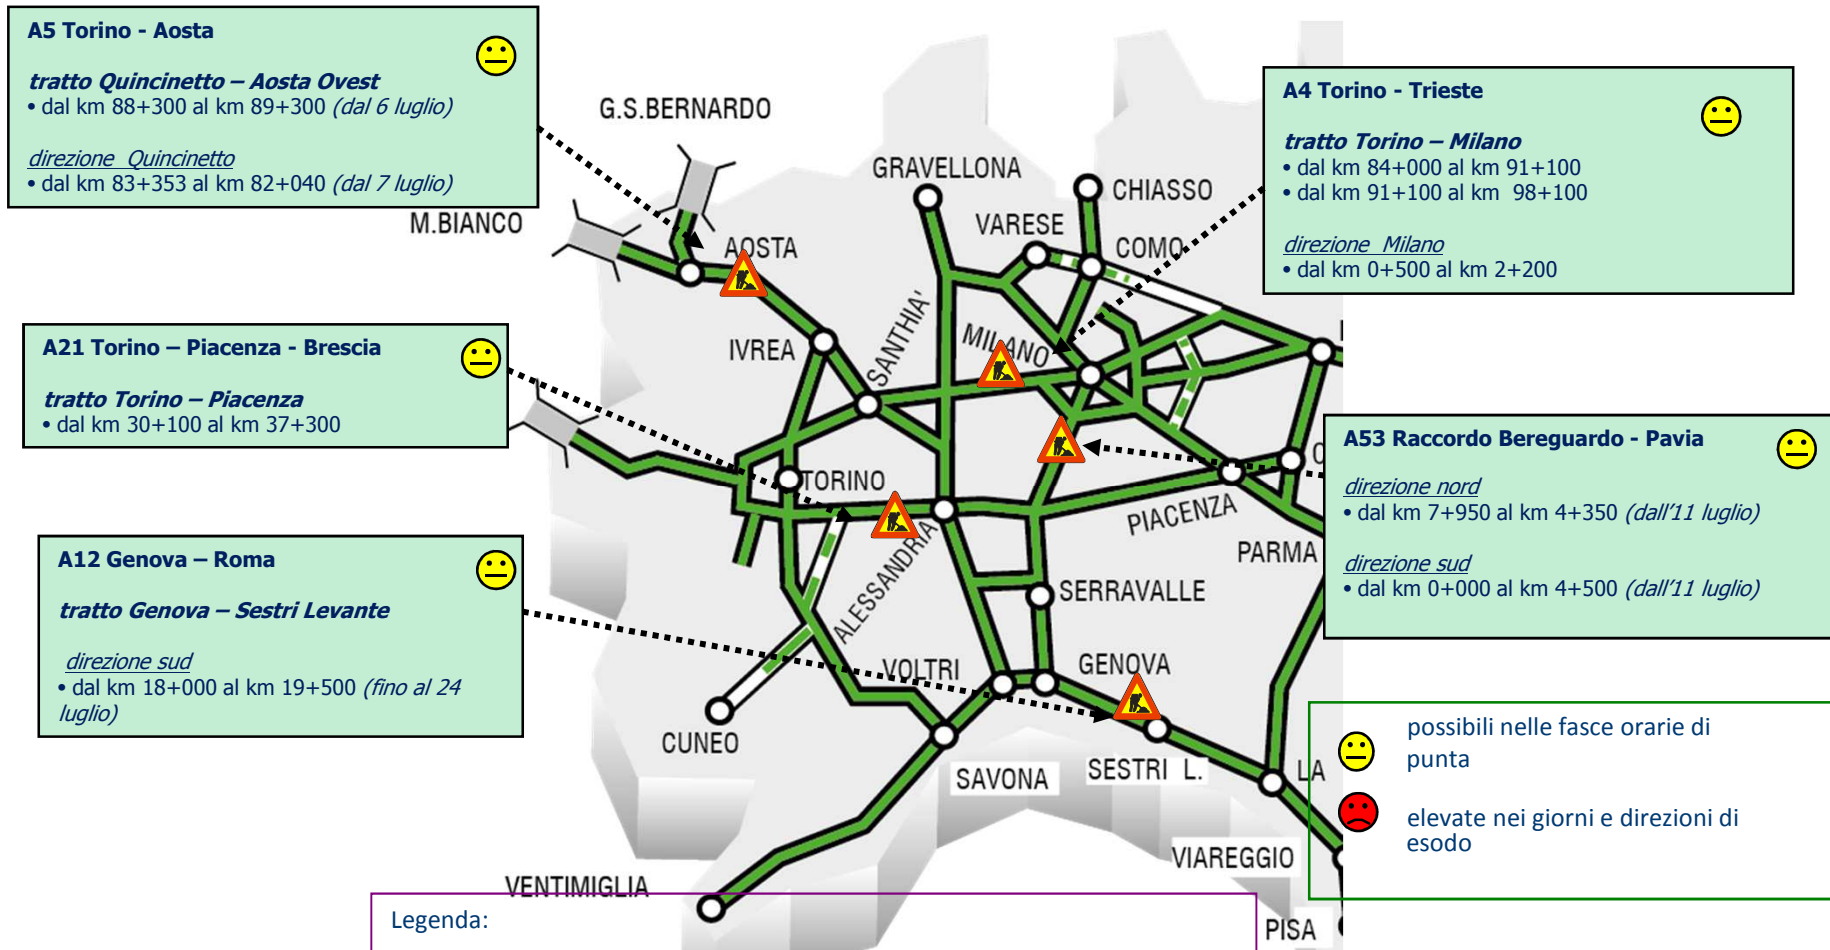 A5 Torino - Aosta
tratto Quincinetto – Aosta Ovest
• dal km 88+300 al km 89+300 (dal 6 luglio)
direzione Quincinetto
• dal km 83+353 al km 82+040 (dal 7 luglio)
A4 Torino - Trieste
tratto Torino – Milano
• dal km 84+000 al km 91+100
• dal km 91+100 al km 98+100
direzione Milano
• dal km 0+500 al km 2+200
A21 Torino – Piacenza - Brescia
tratto Torino – Piacenza
• dal km 30+100 al km 37+300
A53 Raccordo Bereguardo - Pavia
direzione nord
• dal km 7+950 al km 4+350 (dall'11 luglio)
direzione sud
• dal km 0+000 al km 4+500 (dall'11 luglio)
A12 Genova – Roma
tratto Genova – Sestri Levante
direzione sud
• dal km 18+000 al km 19+500 (fino al 24
luglio)
G.S.BERNARDO
M.BIANCO
AOSTA
GRAVELLONA
CHIASSO
VARESE
COMO
IVREA
SANTHIA'
MILANO
TORINO
ALESSANDRIA
PIACENZA
PARMA
SERRAVALLE
VOLTRI
GENOVA
CUNEO
SAVONA
SESTRI L.
LA
VIAREGGIO
VENTIMIGLIA
PISA
possibili nelle fasce orarie di
punta
elevate nei giorni e direzioni di
esodo
Legenda: